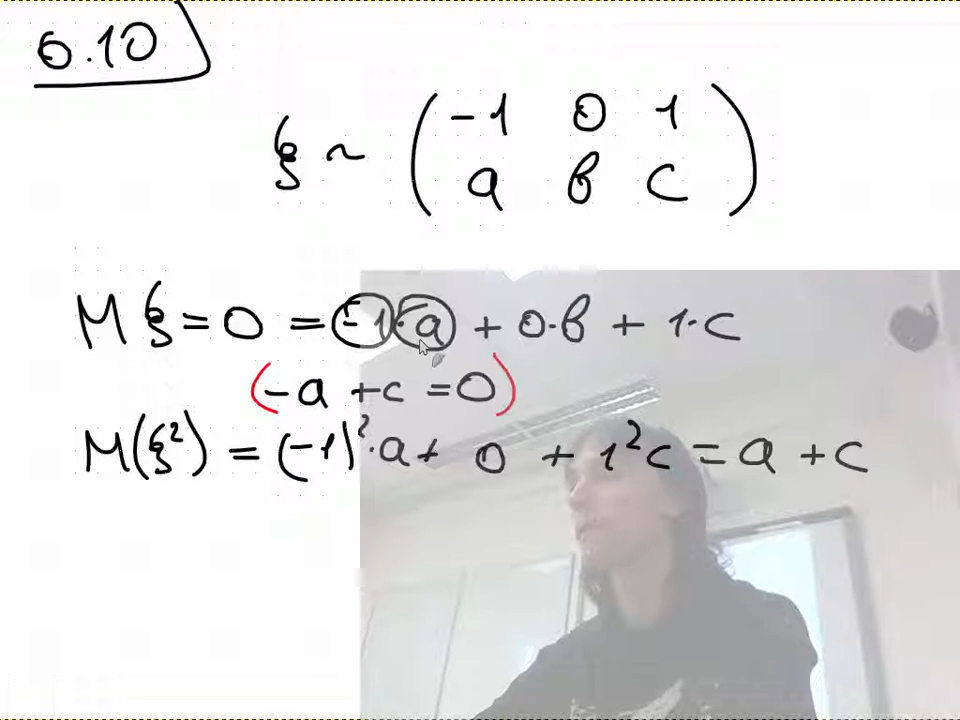 6.10
ξ ~ ( -1 0 1 )
( a b c )
Mξ = 0 = -1·a + 0·b + 1·c
(-a + c = 0)
M(ξ²) = (-1)²·a + 0 + 1²c = a + c